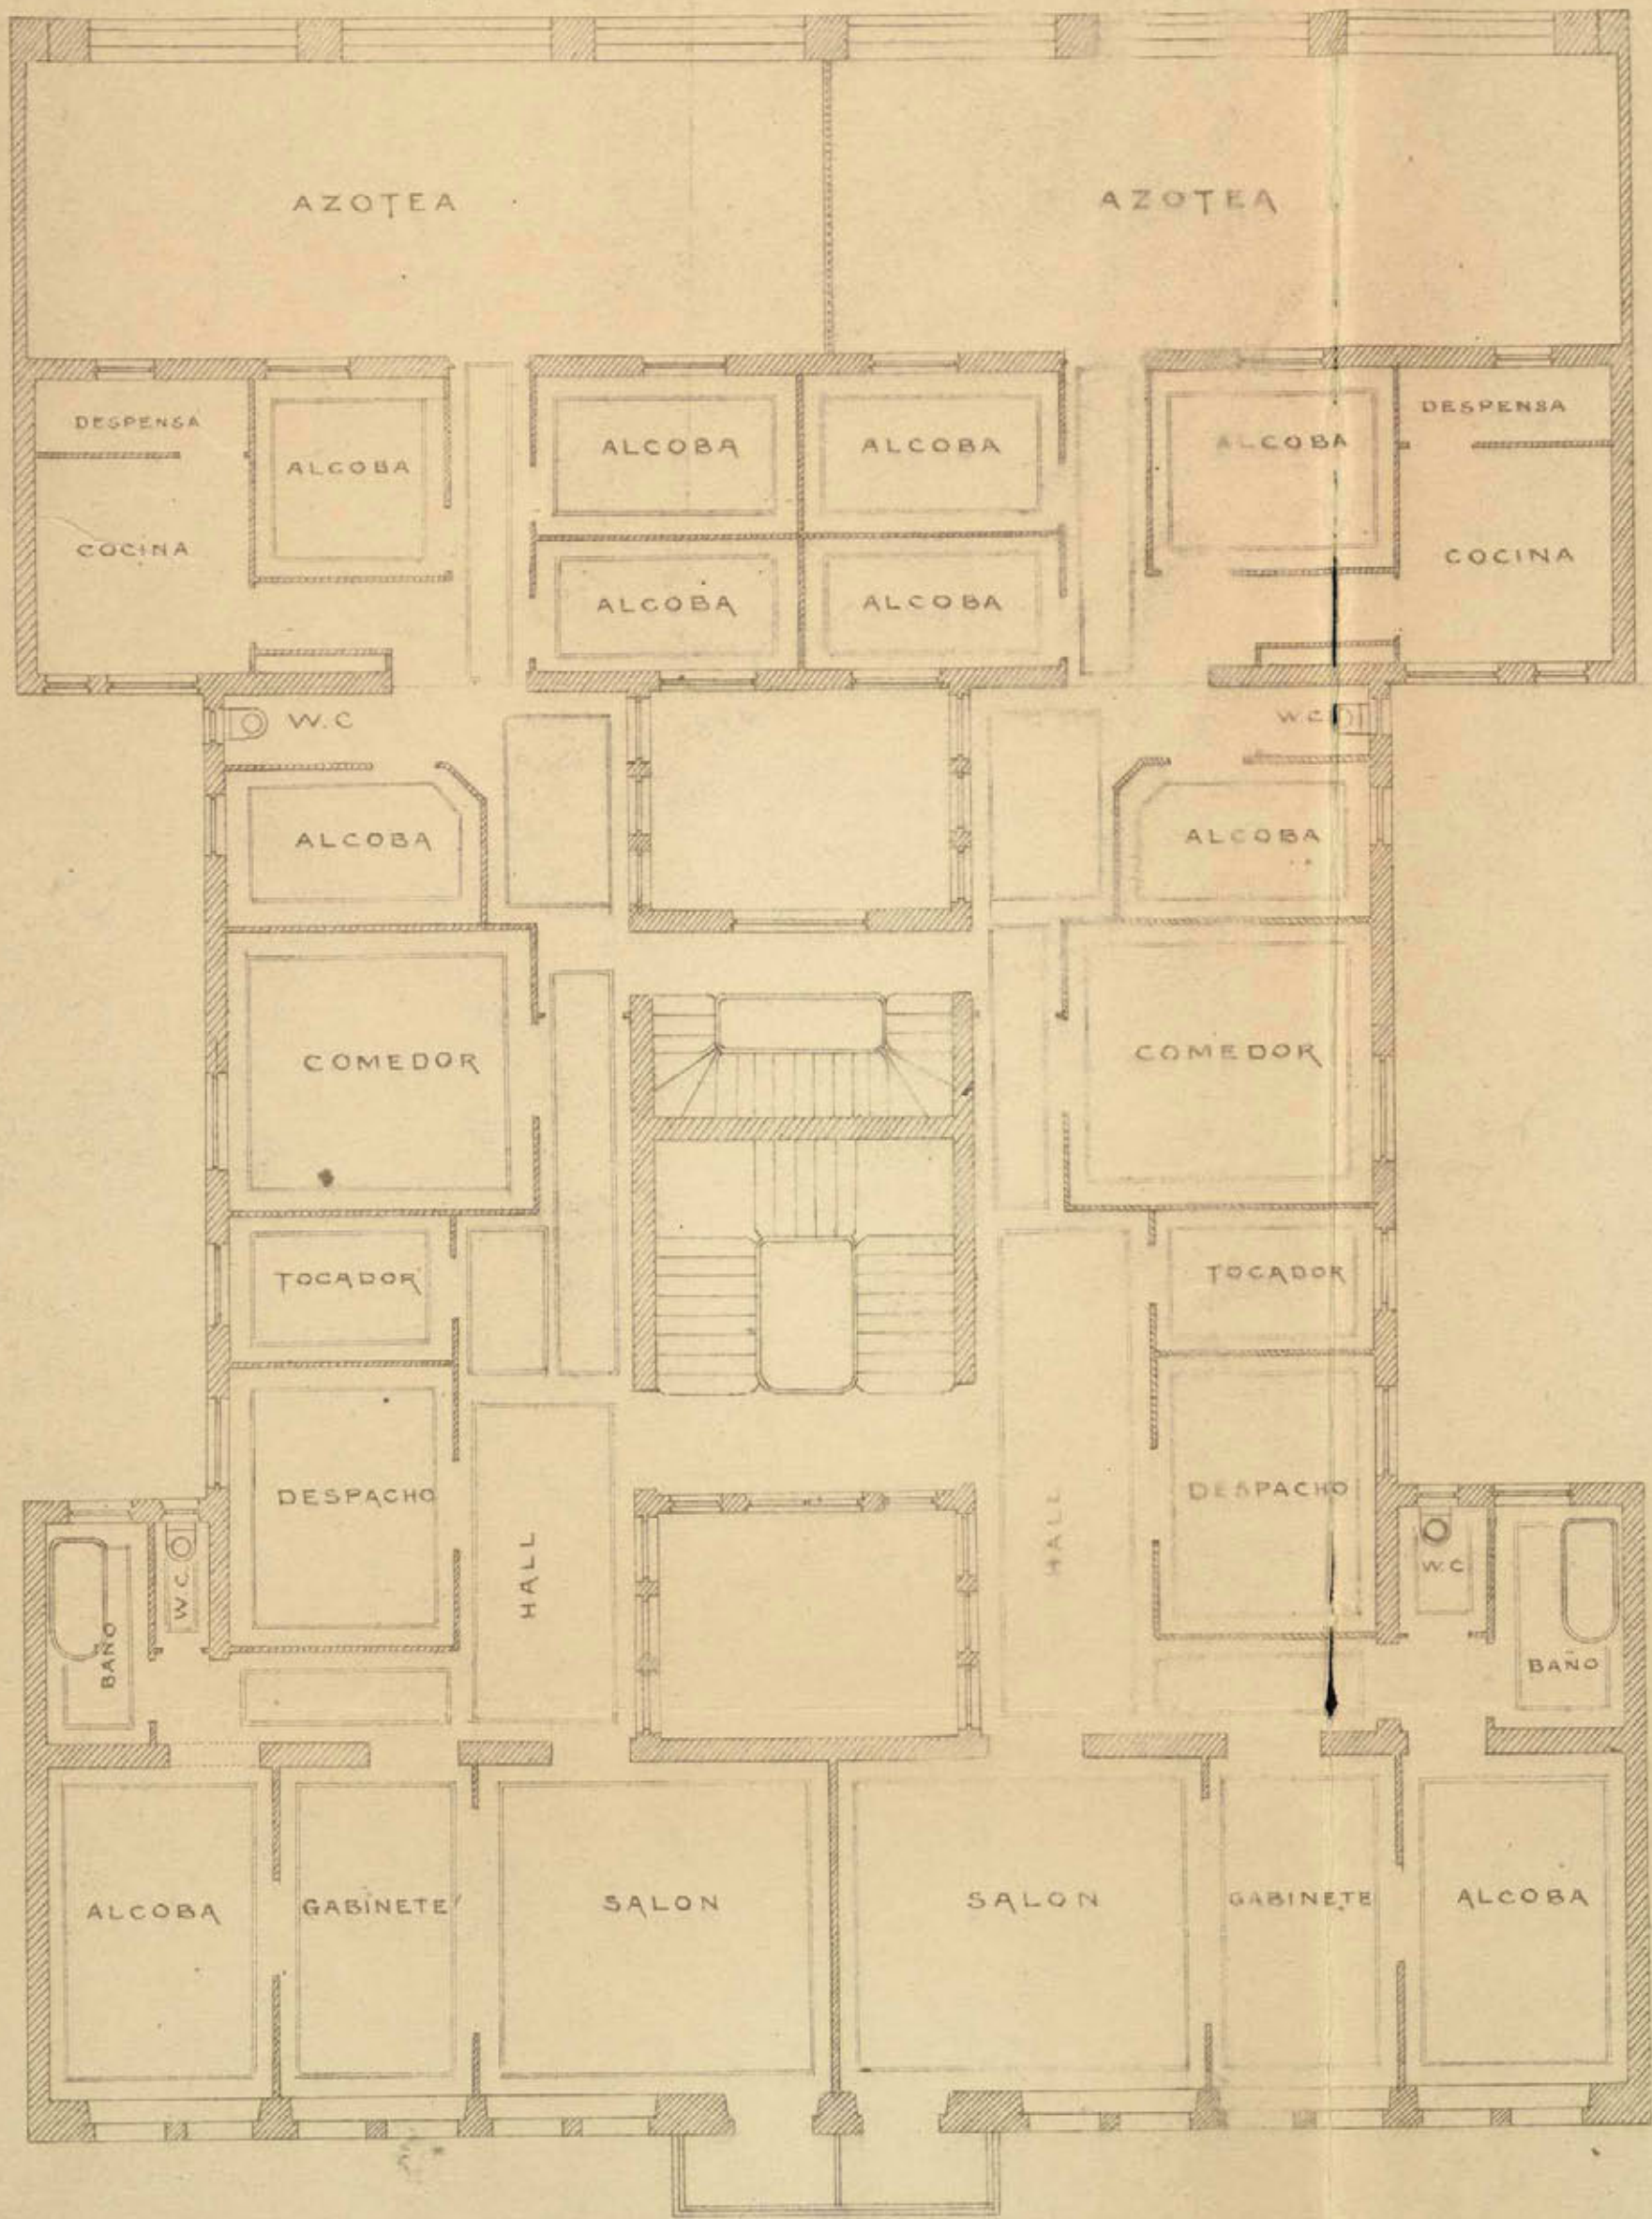 AZOTEA AZOTEA
DESPENSA ALCOBA ALCOBA ALCOBA ALCOBA DESPENSA
COCINA ALCOBA ALCOBA COCINA
W.C W.C
ALCOBA ALCOBA
COMEDOR COMEDOR
TOCADOR TOCADOR
DESPACHO DESPACHO
HALL HALL
W.C. W.C
BAÑO BAÑO
ALCOBA GABINETE SALON SALON GABINETE ALCOBA